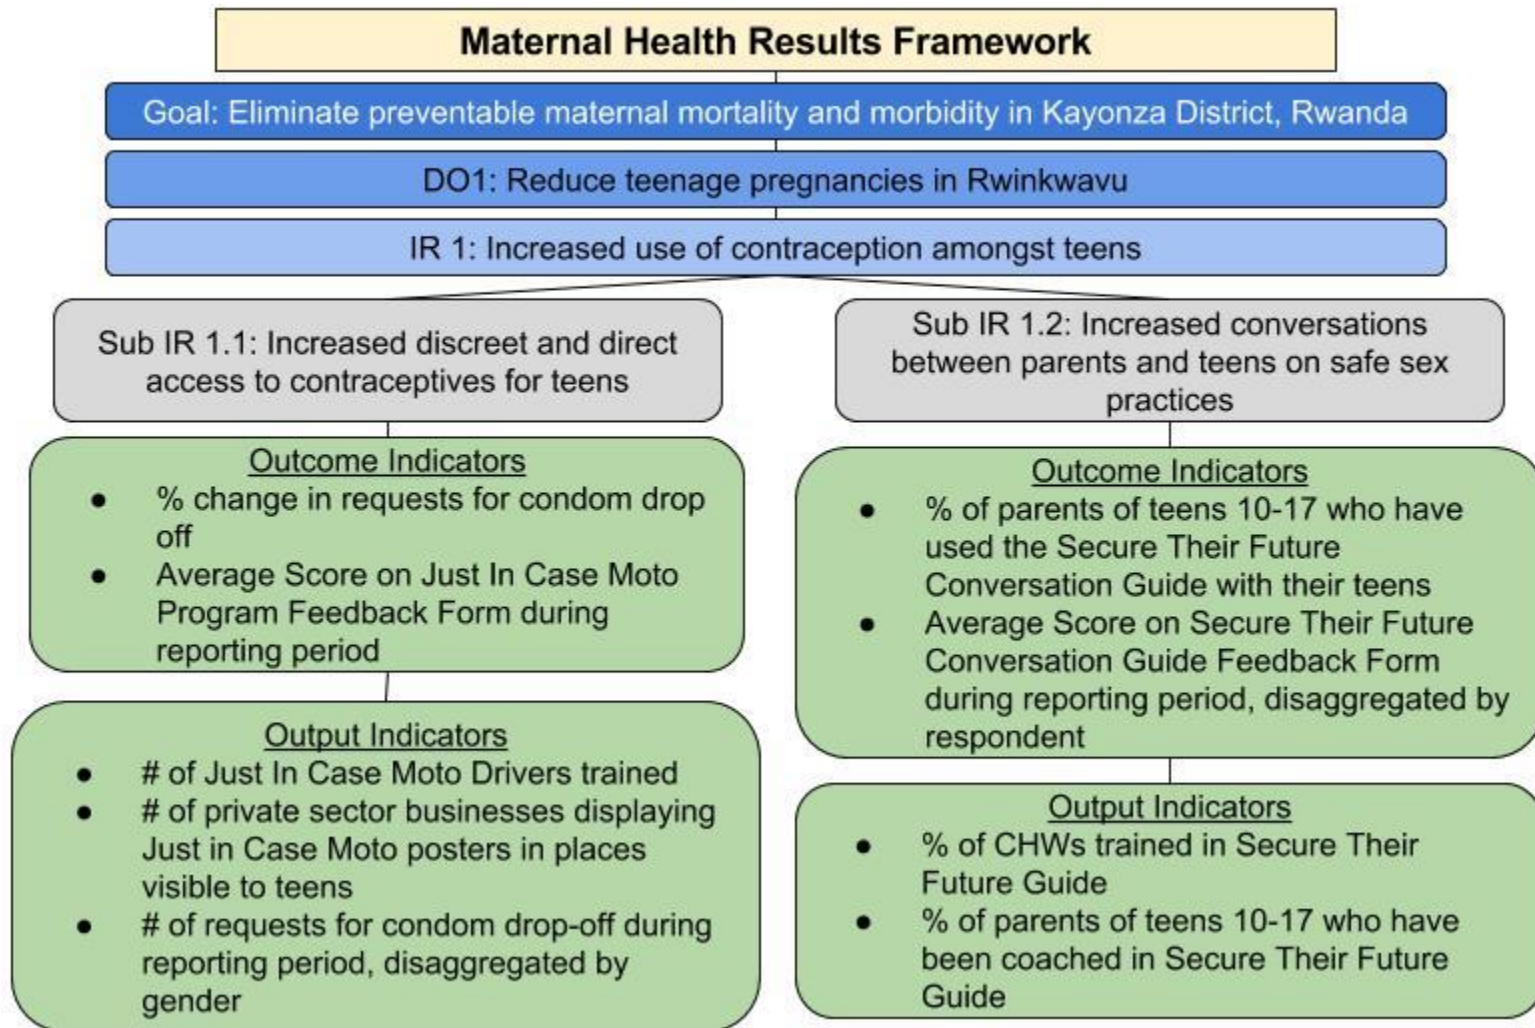 Maternal Health Results Framework
Goal: Eliminate preventable maternal mortality and morbidity in Kayonza District, Rwanda
DO1: Reduce teenage pregnancies in Rwinkwavu
IR 1: Increased use of contraception amongst teens
Sub IR 1.1: Increased discreet and direct
access to contraceptives for teens
Outcome Indicators
● % change in requests for condom drop
off
● Average Score on Just In Case Moto
Program Feedback Form during
reporting period
Output Indicators
● # of Just In Case Moto Drivers trained
● # of private sector businesses displaying
Just in Case Moto posters in places
visible to teens
● # of requests for condom drop-off during
reporting period, disaggregated by
gender
Sub IR 1.2: Increased conversations
between parents and teens on safe sex
practices
Outcome Indicators
● % of parents of teens 10-17 who have
used the Secure Their Future
Conversation Guide with their teens
● Average Score on Secure Their Future
Conversation Guide Feedback Form
during reporting period, disaggregated by
respondent
Output Indicators
● % of CHWs trained in Secure Their
Future Guide
● % of parents of teens 10-17 who have
been coached in Secure Their Future
Guide